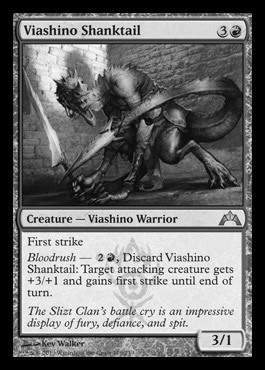 Viashino Shanktail 3
Creature — Viashino Warrior
First strike
Bloodrush — 2, Discard Viashino
Shanktail: Target attacking creature gets
+3/+1 and gains first strike until end of
turn.
The Slizt Clan's battle cry is an impressive
display of fury, defiance, and spit.
Kev Walker
3/1